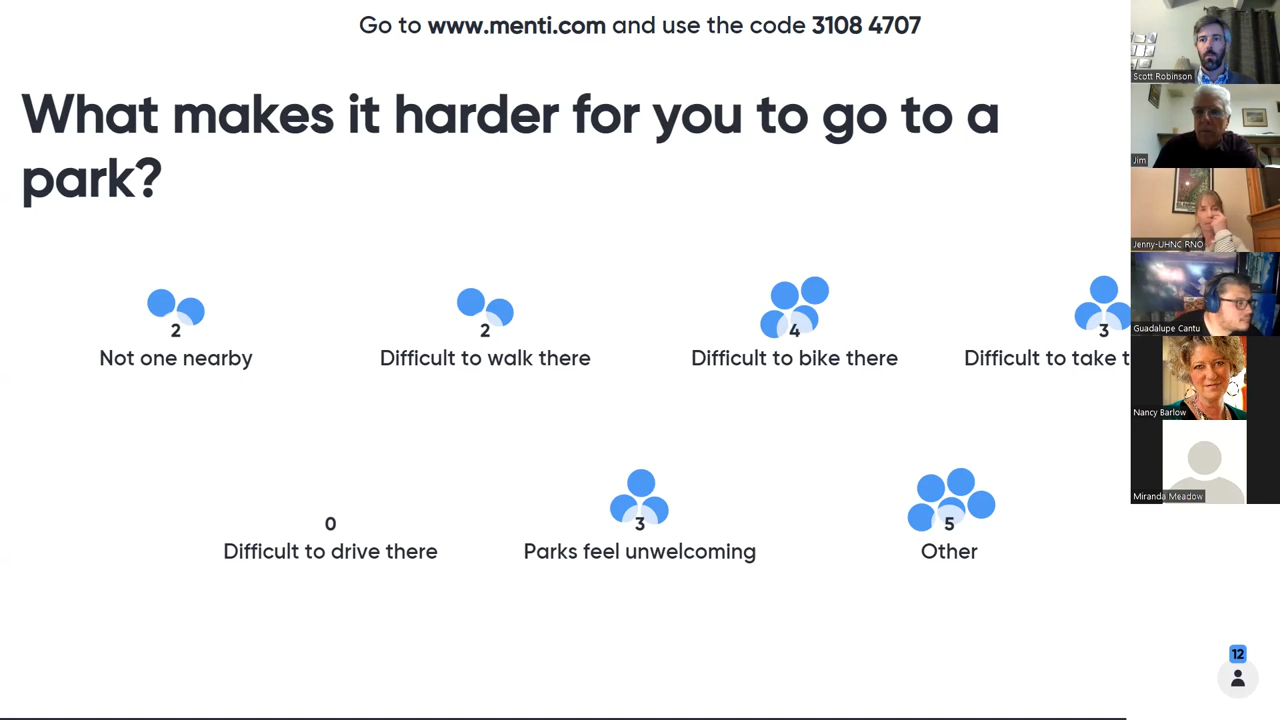 Go to www.menti.com and use the code 3108 4707
What makes it harder for you to go to a
park?
2
Not one nearby
2
Difficult to walk there
4
Difficult to bike there
3
Difficult to take t
0
Difficult to drive there
3
Parks feel unwelcoming
5
Other
12
Scott Robinson
Jim
Jenny-UHNC RNO
Guadalupe Cantu
Nancy Barlow
Miranda Meadow